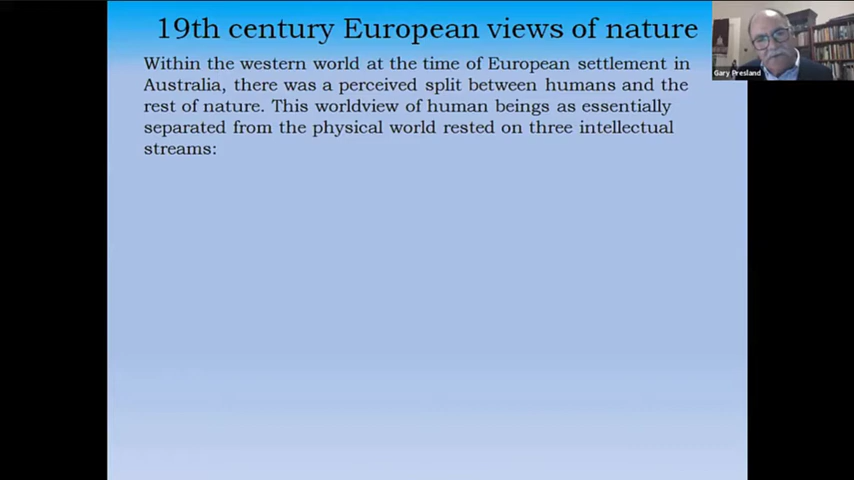 19th century European views of nature
Within the western world at the time of European settlement in
Australia, there was a perceived split between humans and the
rest of nature. This worldview of human beings as essentially
separated from the physical world rested on three intellectual
streams:
Gary Presland